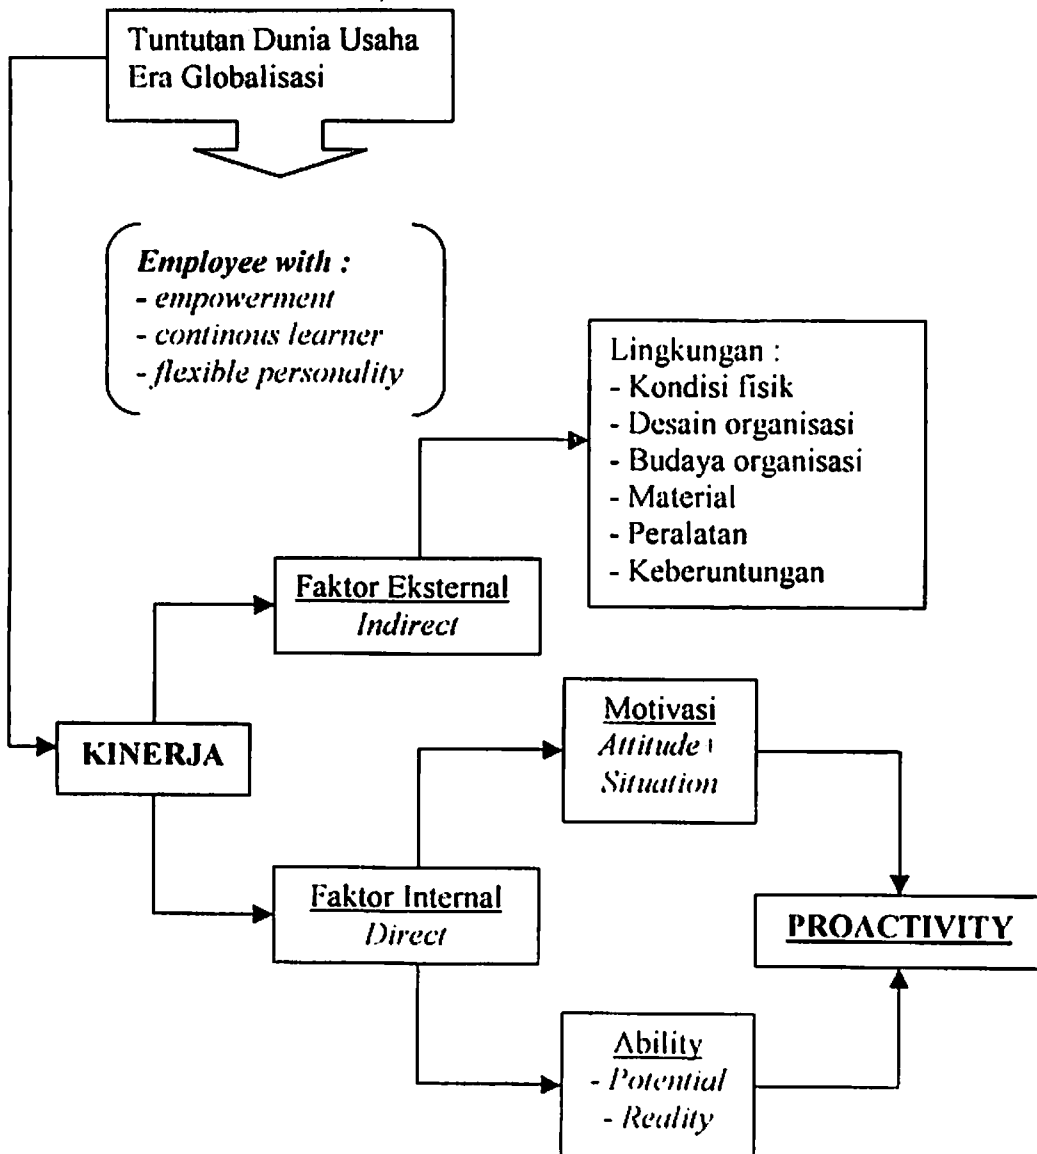 Tuntutan Dunia Usaha
Era Globalisasi
Employee with :
- empowerment
- continous learner
- flexible personality
Lingkungan :
- Kondisi fisik
- Desain organisasi
- Budaya organisasi
- Material
- Peralatan
- Keberuntungan
Faktor Eksternal
Indirect
KINERJA
Motivasi
Attitude +
Situation
Faktor Internal
Direct
PROACTIVITY
Ability
- Potential
- Reality